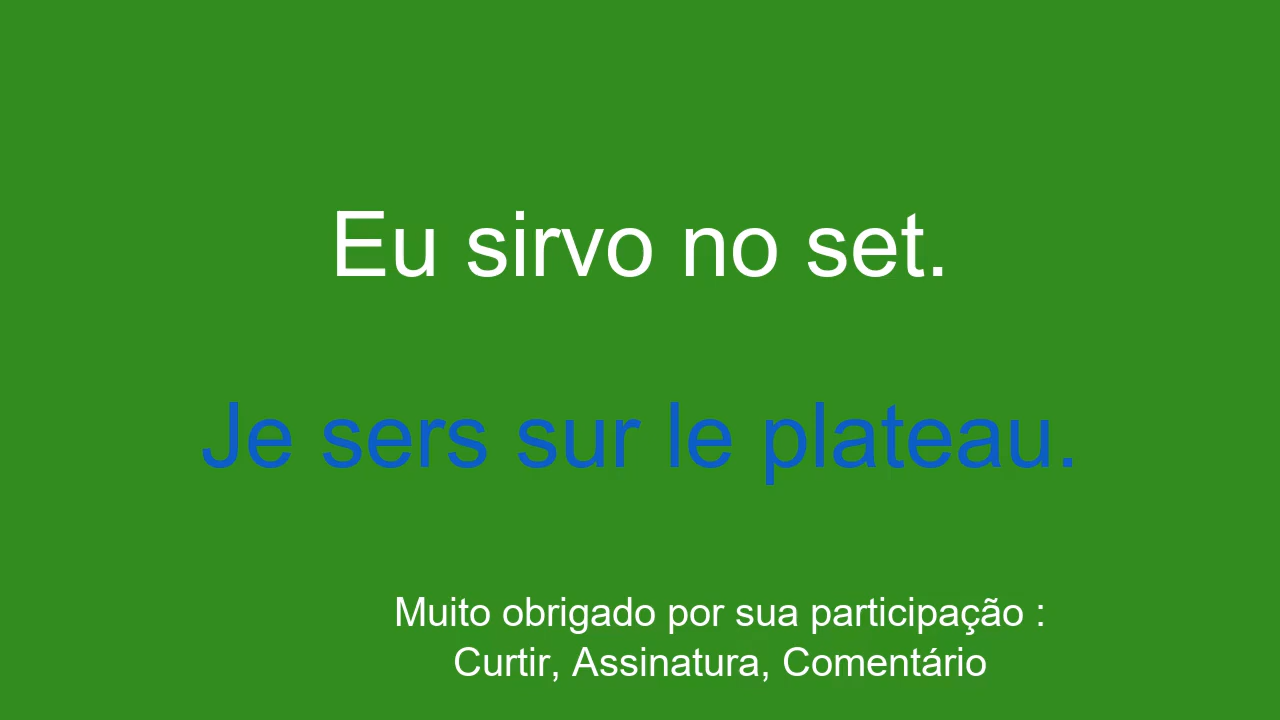 Eu sirvo no set.
Je sers sur le plateau.
Muito obrigado por sua participação :
Curtir, Assinatura, Comentário